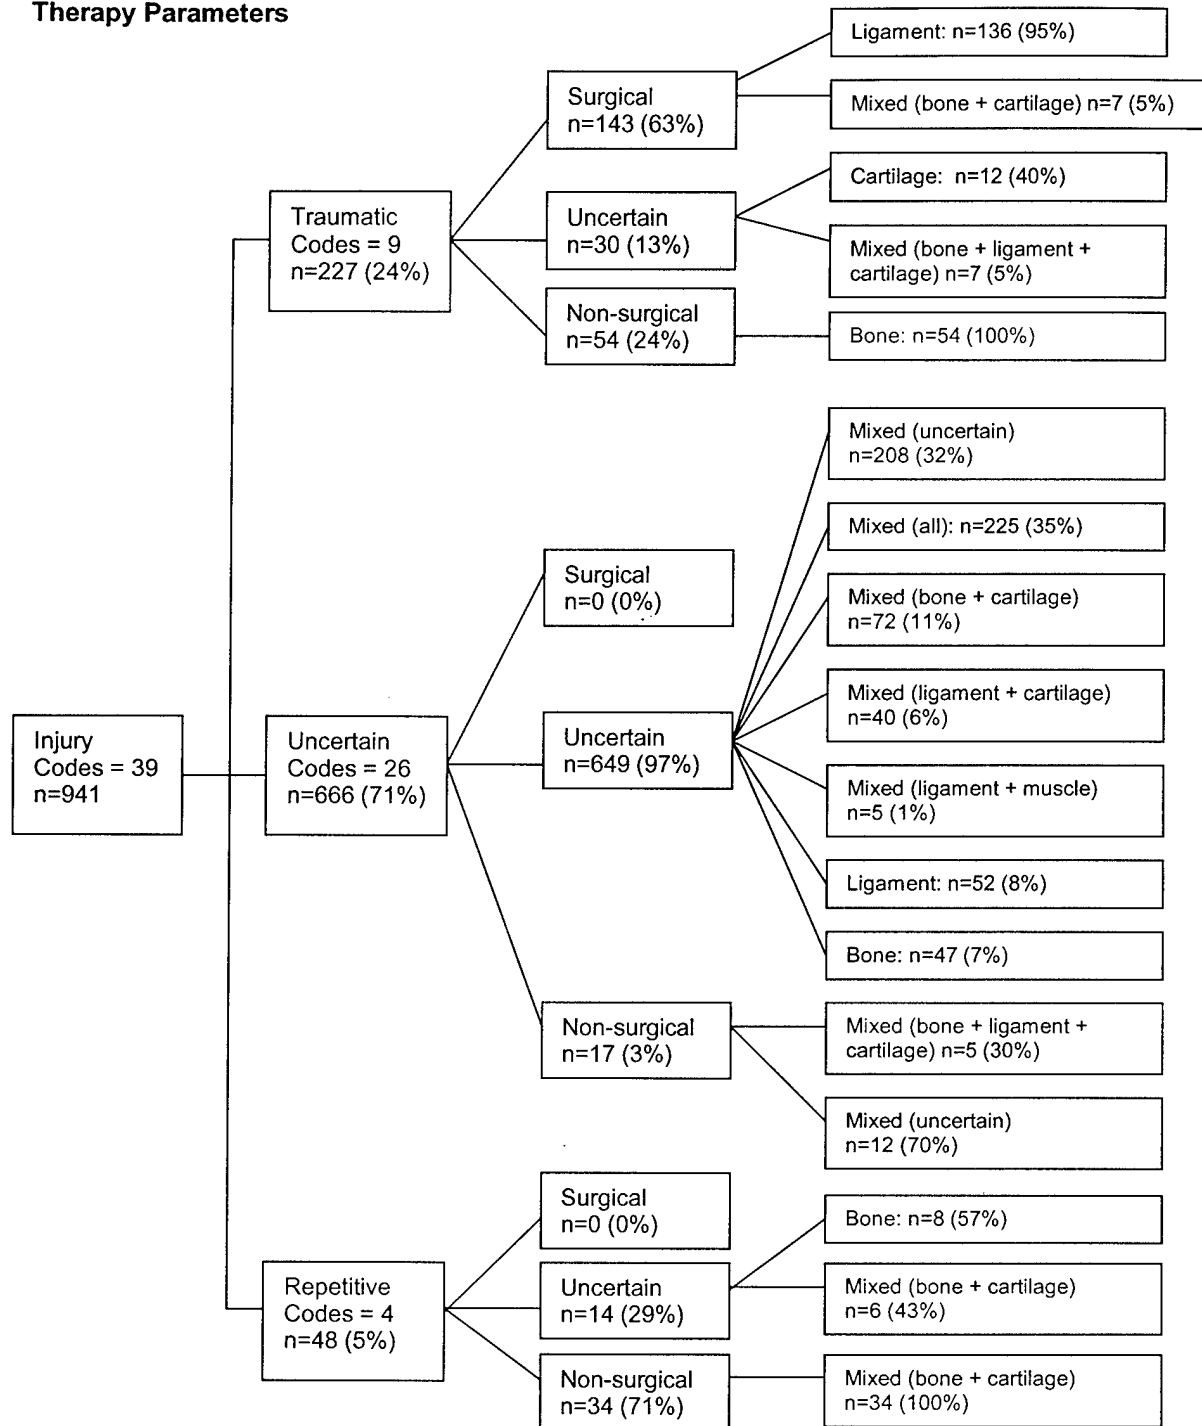 Therapy Parameters
Ligament: n=136 (95%)
Surgical
n=143 (63%)
Mixed (bone + cartilage) n=7 (5%)
Traumatic
Codes = 9
n=227 (24%)
Uncertain
n=30 (13%)
Cartilage: n=12 (40%)
Mixed (bone + ligament +
cartilage) n=7 (5%)
Non-surgical
n=54 (24%)
Bone: n=54 (100%)
Mixed (uncertain)
n=208 (32%)
Mixed (all): n=225 (35%)
Surgical
n=0 (0%)
Mixed (bone + cartilage)
n=72 (11%)
Mixed (ligament + cartilage)
n=40 (6%)
Injury
Codes = 39
n=941
Uncertain
Codes = 26
n=666 (71%)
Uncertain
n=649 (97%)
Mixed (ligament + muscle)
n=5 (1%)
Ligament: n=52 (8%)
Bone: n=47 (7%)
Non-surgical
n=17 (3%)
Mixed (bone + ligament +
cartilage) n=5 (30%)
Mixed (uncertain)
n=12 (70%)
Surgical
n=0 (0%)
Bone: n=8 (57%)
Repetitive
Codes = 4
n=48 (5%)
Uncertain
n=14 (29%)
Mixed (bone + cartilage)
n=6 (43%)
Non-surgical
n=34 (71%)
Mixed (bone + cartilage)
n=34 (100%)